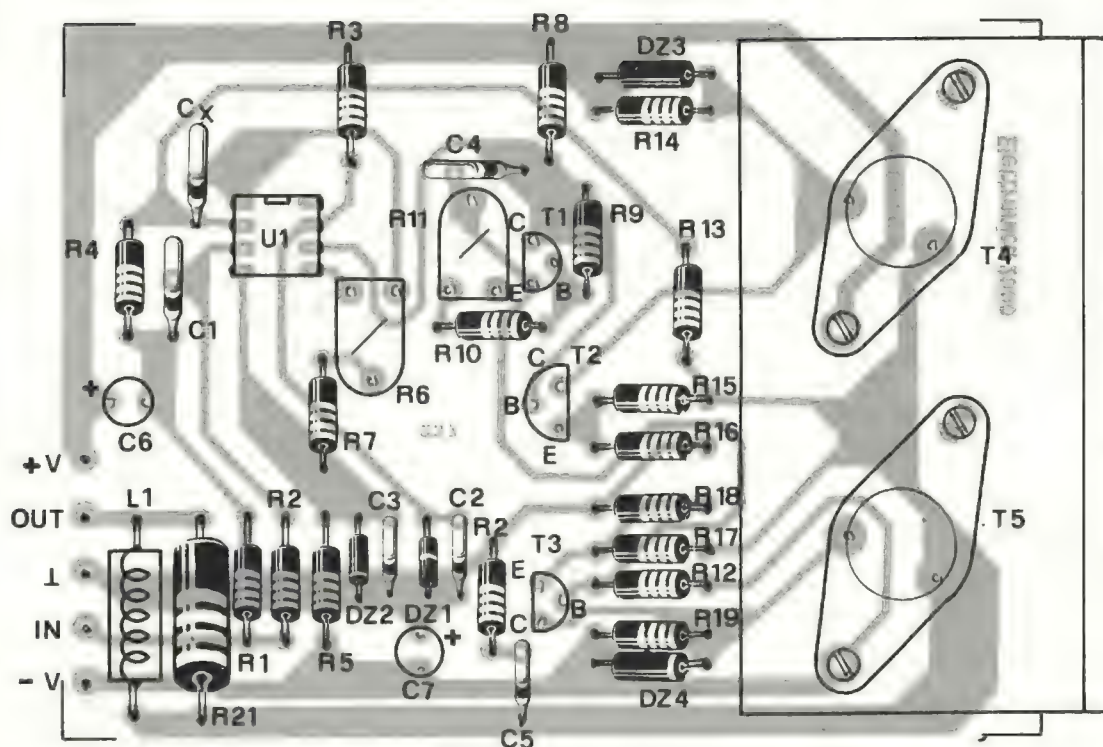 R3
R8
DZ3
Cx
R14
C4
R11
C
T1
R9
R4
U1
R13
T4
E
B
C1
R10
C
T2
R6
B
R15
+
C6
R7
E
R16
+V
L1
R2
C3
C2
R2
R18
OUT
T5
T3
R17
E
⊥
R12
B
IN
DZ2
DZ1
+
C
R19
R1
R5
-V
C7
DZ4
R21
C5